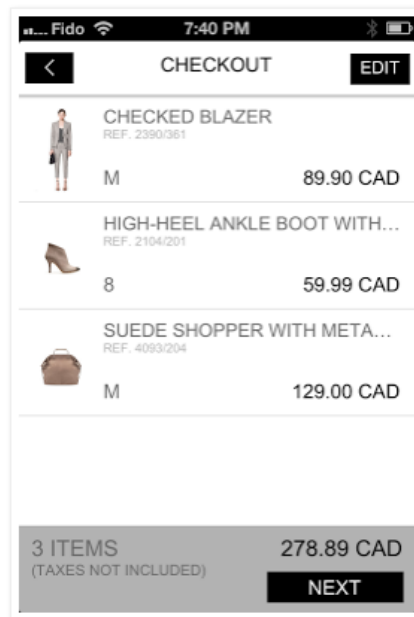 Fido 7:40 PM
CHECKOUT EDIT
CHECKED BLAZER
REF. 2390/361
M 89.90 CAD
HIGH-HEEL ANKLE BOOT WITH...
REF. 2104/201
8 59.99 CAD
SUEDE SHOPPER WITH META...
REF. 4093/204
M 129.00 CAD
3 ITEMS 278.89 CAD
(TAXES NOT INCLUDED)
NEXT